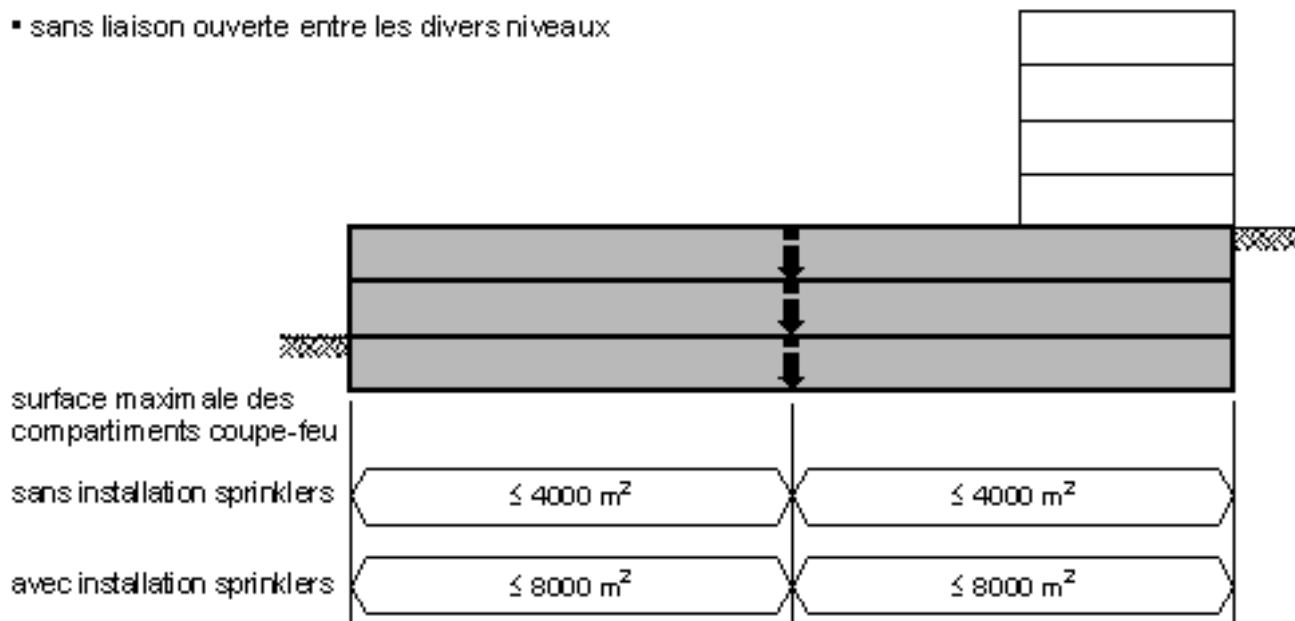 ▪ sans liaison ouverte entre les divers niveaux
surface maximale des
compartiments coupe-feu
sans installation sprinklers
≤ 4000 m²
≤ 4000 m²
avec installation sprinklers
≤ 8000 m²
≤ 8000 m²